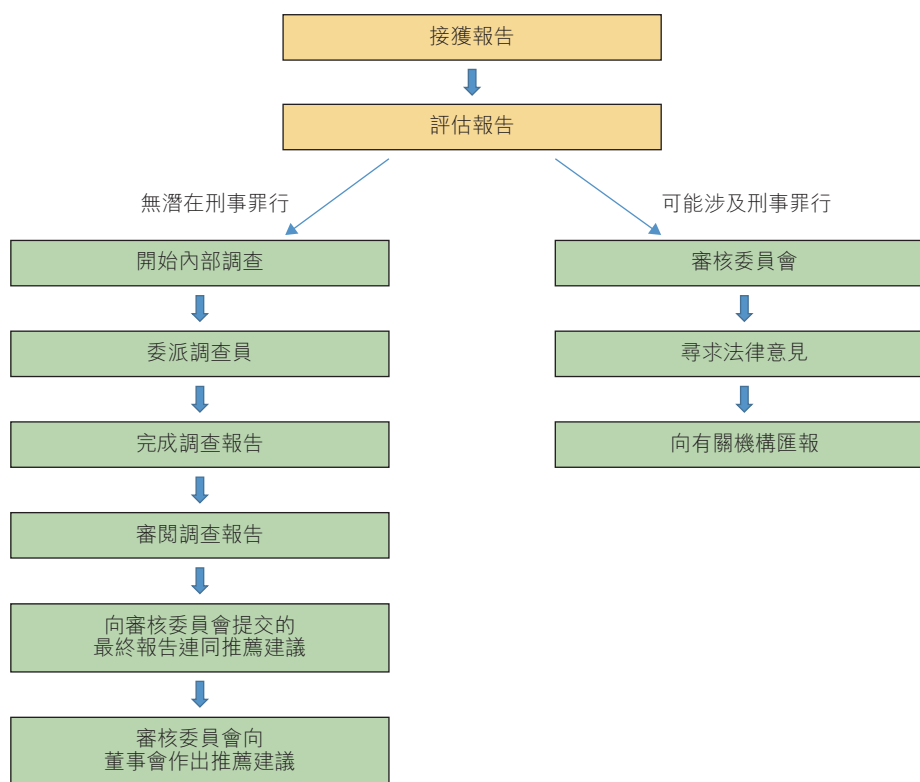 接獲報告
評估報告
無潛在刑事罪行
可能涉及刑事罪行
開始內部調查
審核委員會
委派調查員
尋求法律意見
完成調查報告
向有關機構匯報
審閱調查報告
向審核委員會提交的
最終報告連同推薦建議
審核委員會向
董事會作出推薦建議